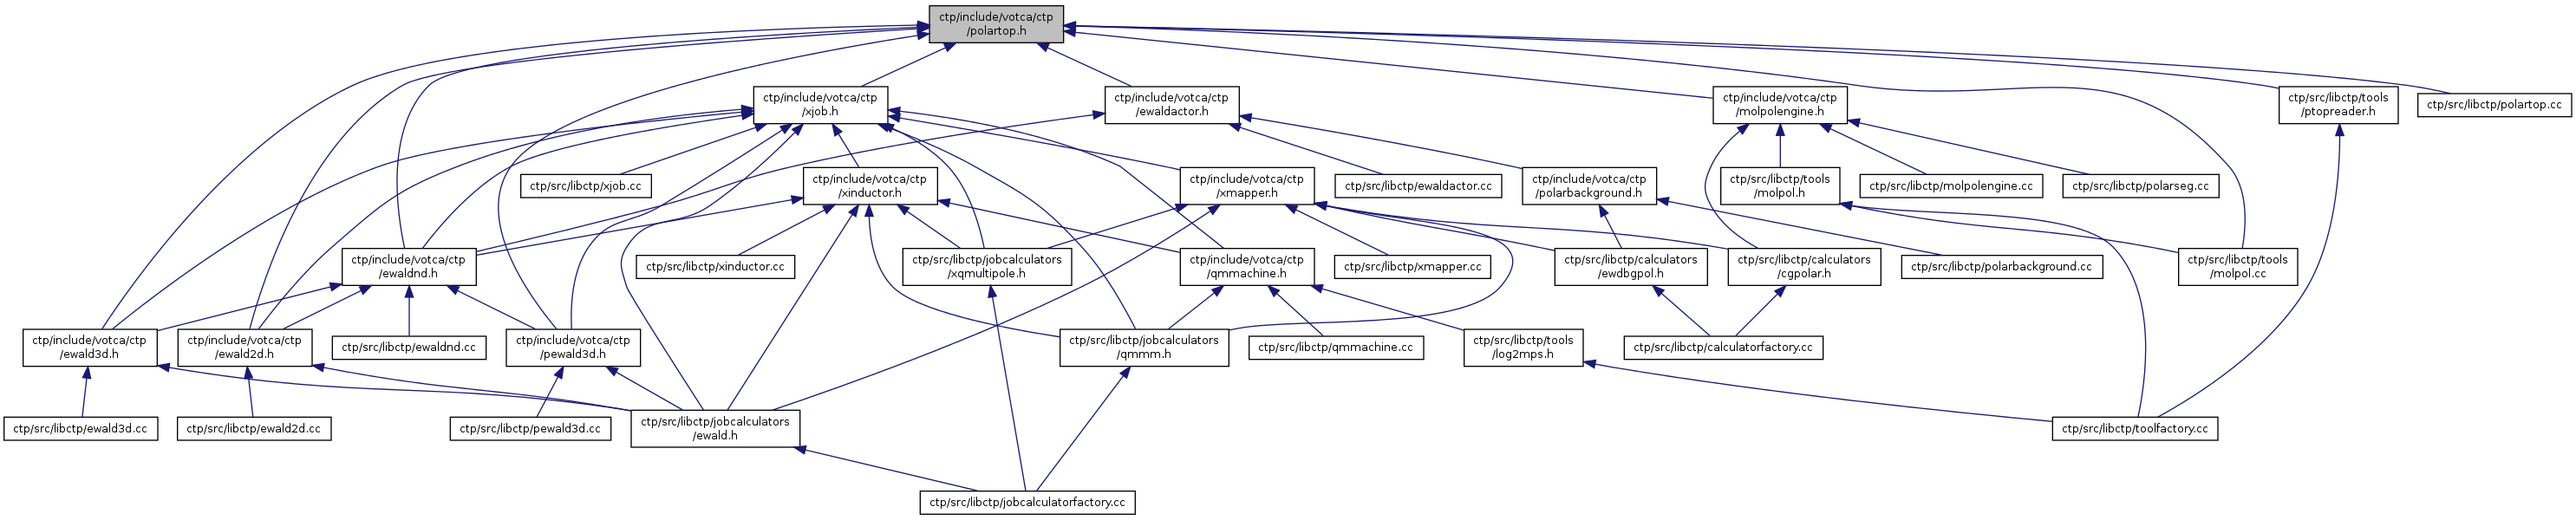 ctp/include/votca/ctp
/polartop.h
ctp/include/votca/ctp
/xjob.h
ctp/include/votca/ctp
/ewaldactor.h
ctp/include/votca/ctp
/molpolengine.h
ctp/src/libctp/tools
/ptopreader.h
ctp/src/libctp/polartop.cc
ctp/src/libctp/xjob.cc
ctp/include/votca/ctp
/xinductor.h
ctp/include/votca/ctp
/xmapper.h
ctp/src/libctp/ewaldactor.cc
ctp/include/votca/ctp
/polarbackground.h
ctp/src/libctp/tools
/molpol.h
ctp/src/libctp/molpolengine.cc
ctp/src/libctp/polarseg.cc
ctp/include/votca/ctp
/ewaldnd.h
ctp/src/libctp/xinductor.cc
ctp/src/libctp/jobcalculators
/xqmultipole.h
ctp/include/votca/ctp
/qmmachine.h
ctp/src/libctp/xmapper.cc
ctp/src/libctp/calculators
/ewdbgpol.h
ctp/src/libctp/calculators
/cgpolar.h
ctp/src/libctp/polarbackground.cc
ctp/src/libctp/tools
/molpol.cc
ctp/include/votca/ctp
/ewald3d.h
ctp/include/votca/ctp
/ewald2d.h
ctp/src/libctp/ewaldnd.cc
ctp/include/votca/ctp
/pewald3d.h
ctp/src/libctp/jobcalculators
/qmmm.h
ctp/src/libctp/qmmachine.cc
ctp/src/libctp/tools
/log2mps.h
ctp/src/libctp/calculatorfactory.cc
ctp/src/libctp/ewald3d.cc
ctp/src/libctp/ewald2d.cc
ctp/src/libctp/pewald3d.cc
ctp/src/libctp/jobcalculators
/ewald.h
ctp/src/libctp/toolfactory.cc
ctp/src/libctp/jobcalculatorfactory.cc